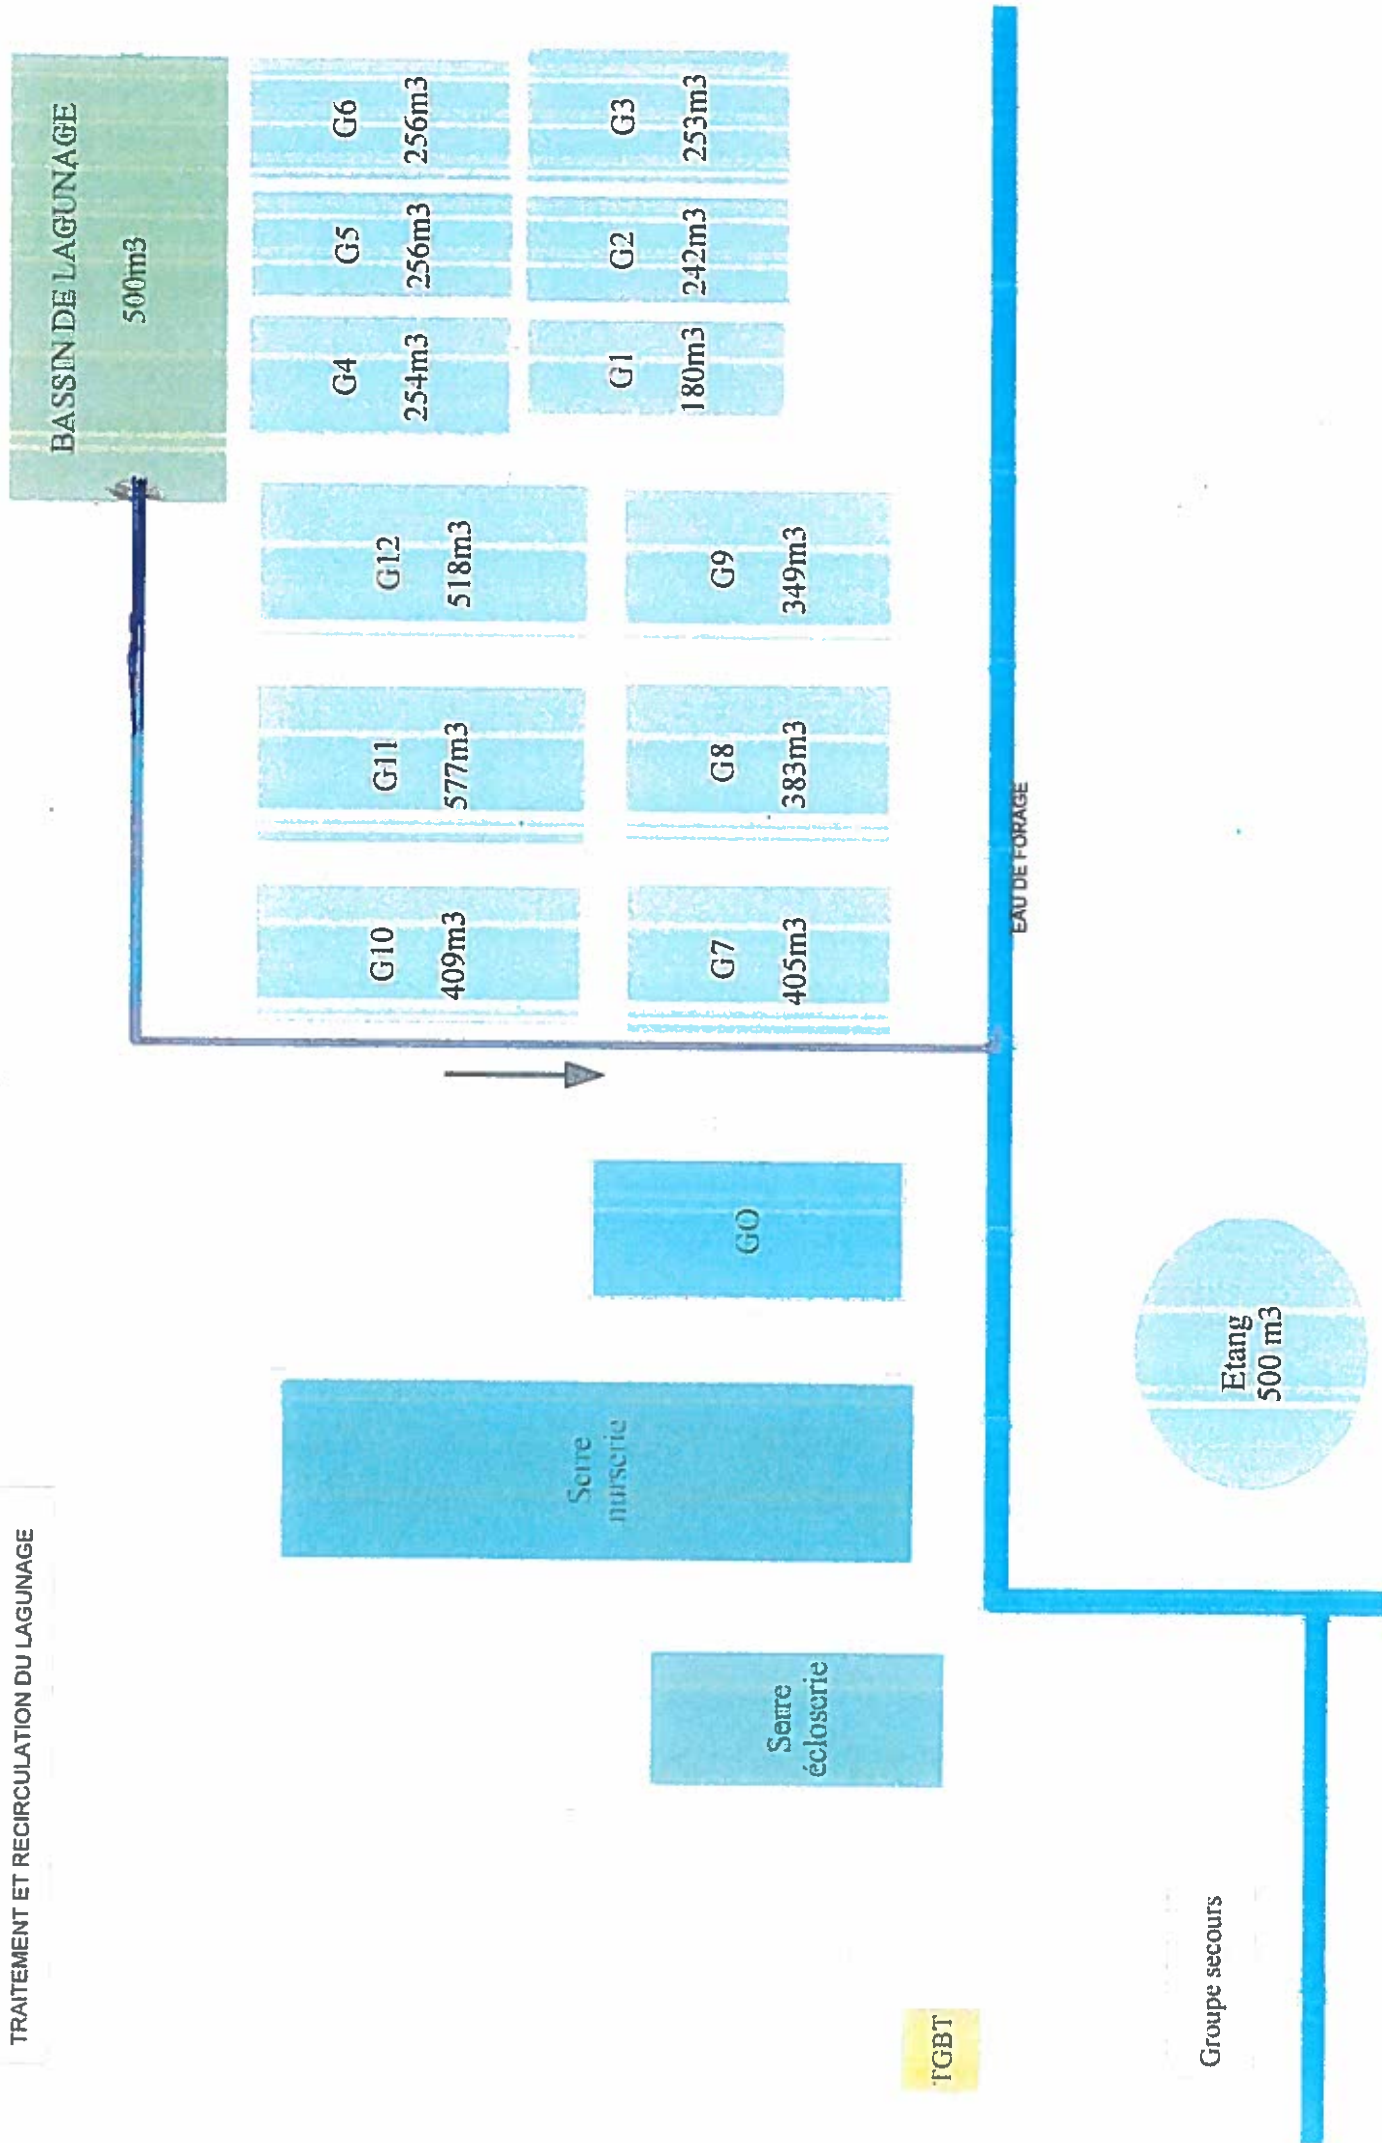 TRAITEMENT ET RECIRCULATION DU LAGUNAGE
BASSIN DE LAGUNAGE
500m3
G10
409m3
G11
577m3
G12
518m3
G4
254m3
G5
256m3
G6
256m3
G7
405m3
G8
383m3
G9
349m3
G1
180m3
G2
242m3
G3
253m3
Serre
nurserie
GO
Serre
écloserie
TGBT
EAU DE FORAGE
Groupe secours
Etang
500 m3